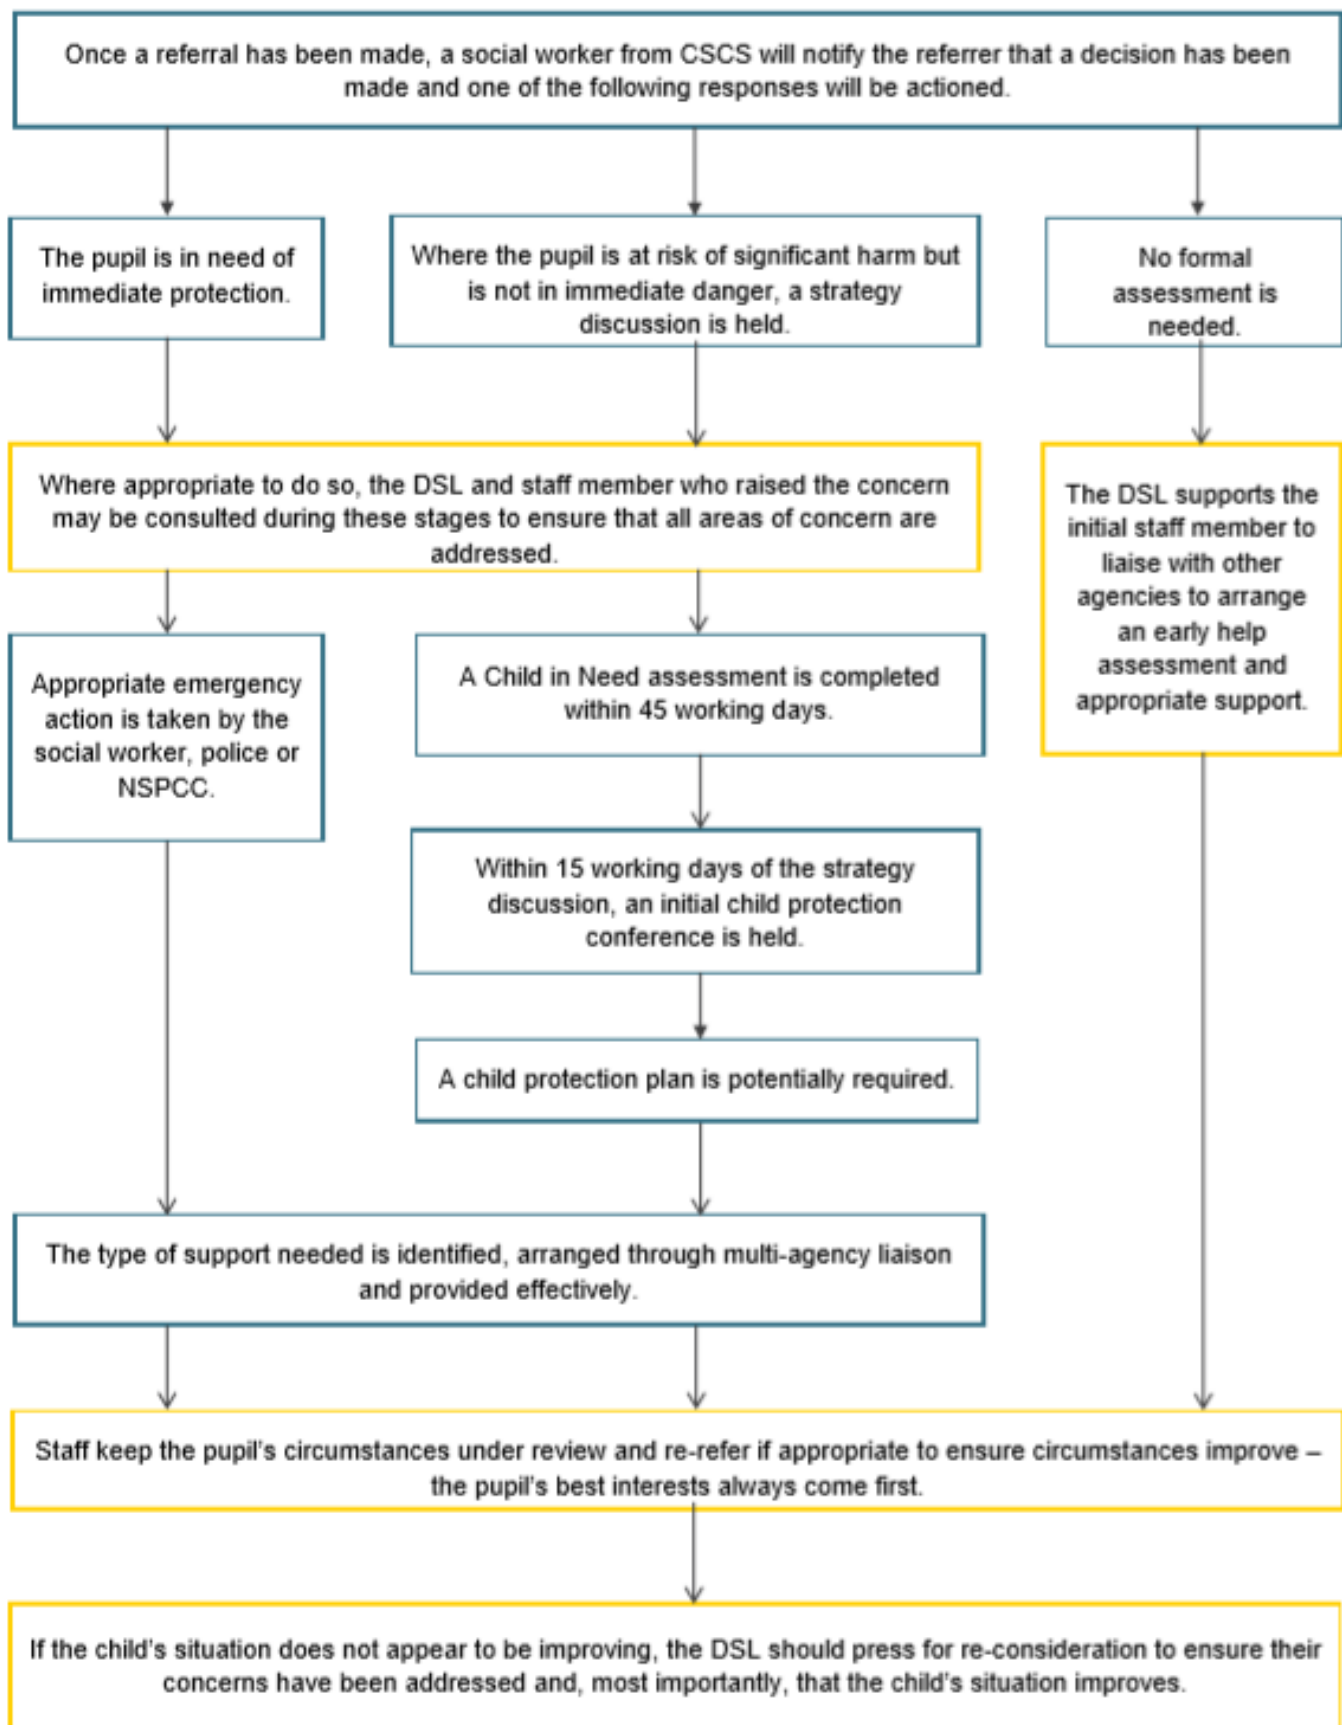 Once a referral has been made, a social worker from CSCS will notify the referrer that a decision has been
made and one of the following responses will be actioned.
The pupil is in need of
immediate protection.
Where the pupil is at risk of significant harm but
is not in immediate danger, a strategy
discussion is held.
No formal
assessment is
needed.
Where appropriate to do so, the DSL and staff member who raised the concern
may be consulted during these stages to ensure that all areas of concern are
addressed.
The DSL supports the
initial staff member to
liaise with other
agencies to arrange
an early help
assessment and
appropriate support.
Appropriate emergency
action is taken by the
social worker, police or
NSPCC.
A Child in Need assessment is completed
within 45 working days.
Within 15 working days of the strategy
discussion, an initial child protection
conference is held.
A child protection plan is potentially required.
The type of support needed is identified, arranged through multi-agency liaison
and provided effectively.
Staff keep the pupil's circumstances under review and re-refer if appropriate to ensure circumstances improve –
the pupil's best interests always come first.
If the child's situation does not appear to be improving, the DSL should press for re-consideration to ensure their
concerns have been addressed and, most importantly, that the child's situation improves.